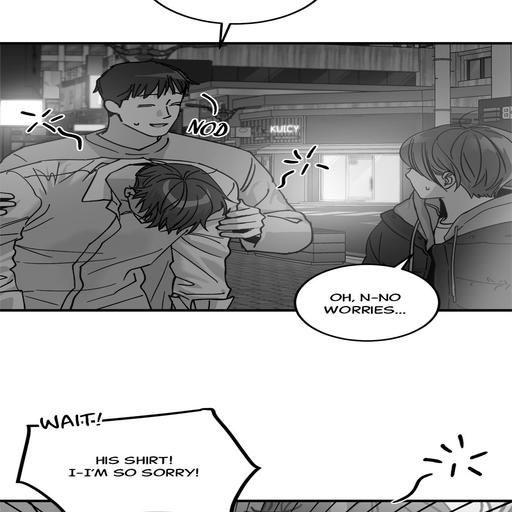 NOD
KUICY
OH, N-NO
WORRIES...
WAIT!
HIS SHIRT!
I-I'M SO SORRY!